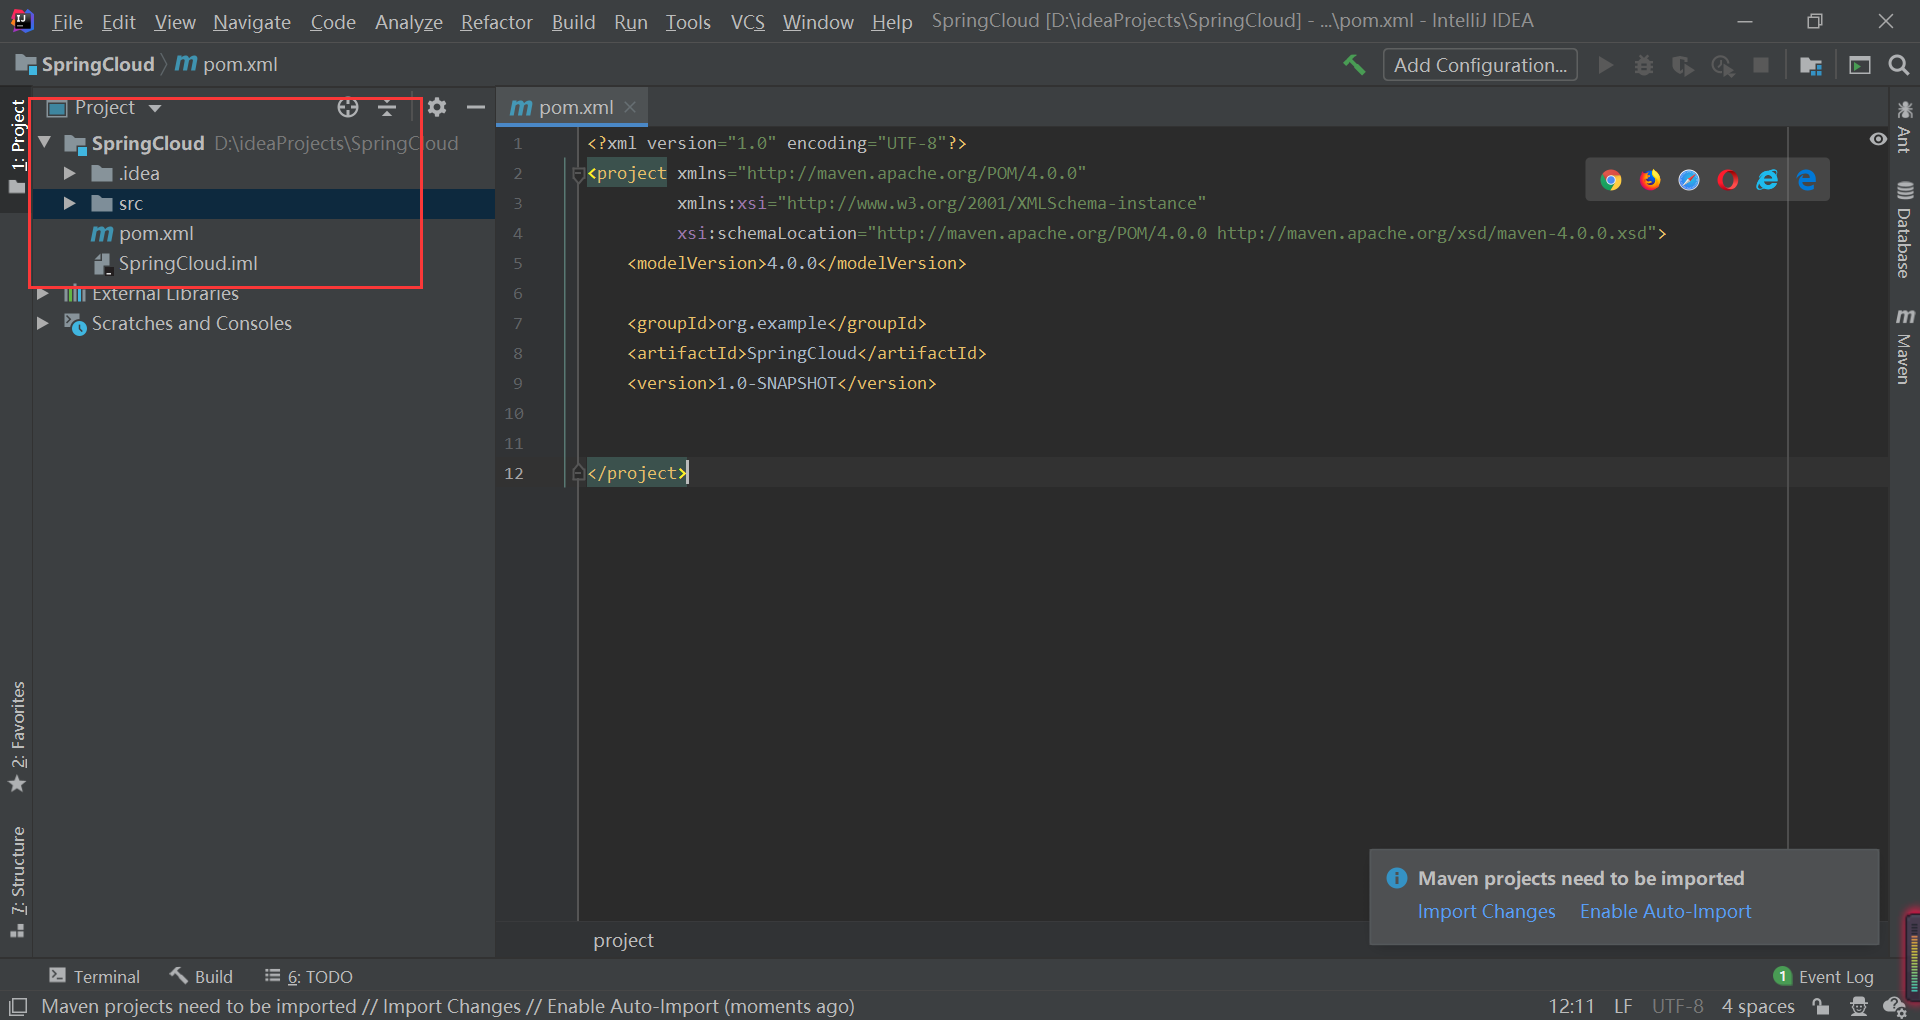 File Edit View Navigate Code Analyze Refactor Build Run Tools VCS Window Help SpringCloud [D:\ideaProjects\SpringCloud] - ...\pom.xml - IntelliJ IDEA
SpringCloud pom.xml Add Configuration...
1: Project
Project
SpringCloud D:\ideaProjects\SpringCloud
.idea
src
pom.xml
SpringCloud.iml
External Libraries
Scratches and Consoles
2: Favorites
7: Structure
pom.xml
1 <?xml version="1.0" encoding="UTF-8"?>
2 <project xmlns="http://maven.apache.org/POM/4.0.0"
3 xmlns:xsi="http://www.w3.org/2001/XMLSchema-instance"
4 xsi:schemaLocation="http://maven.apache.org/POM/4.0.0 http://maven.apache.org/xsd/maven-4.0.0.xsd">
5 <modelVersion>4.0.0</modelVersion>
6
7 <groupId>org.example</groupId>
8 <artifactId>SpringCloud</artifactId>
9 <version>1.0-SNAPSHOT</version>
10
11
12 </project>
Ant
Database
Maven
Maven projects need to be imported
Import Changes Enable Auto-Import
project
Terminal Build 6: TODO 1 Event Log
Maven projects need to be imported // Import Changes // Enable Auto-Import (moments ago) 12:11 LF UTF-8 4 spaces